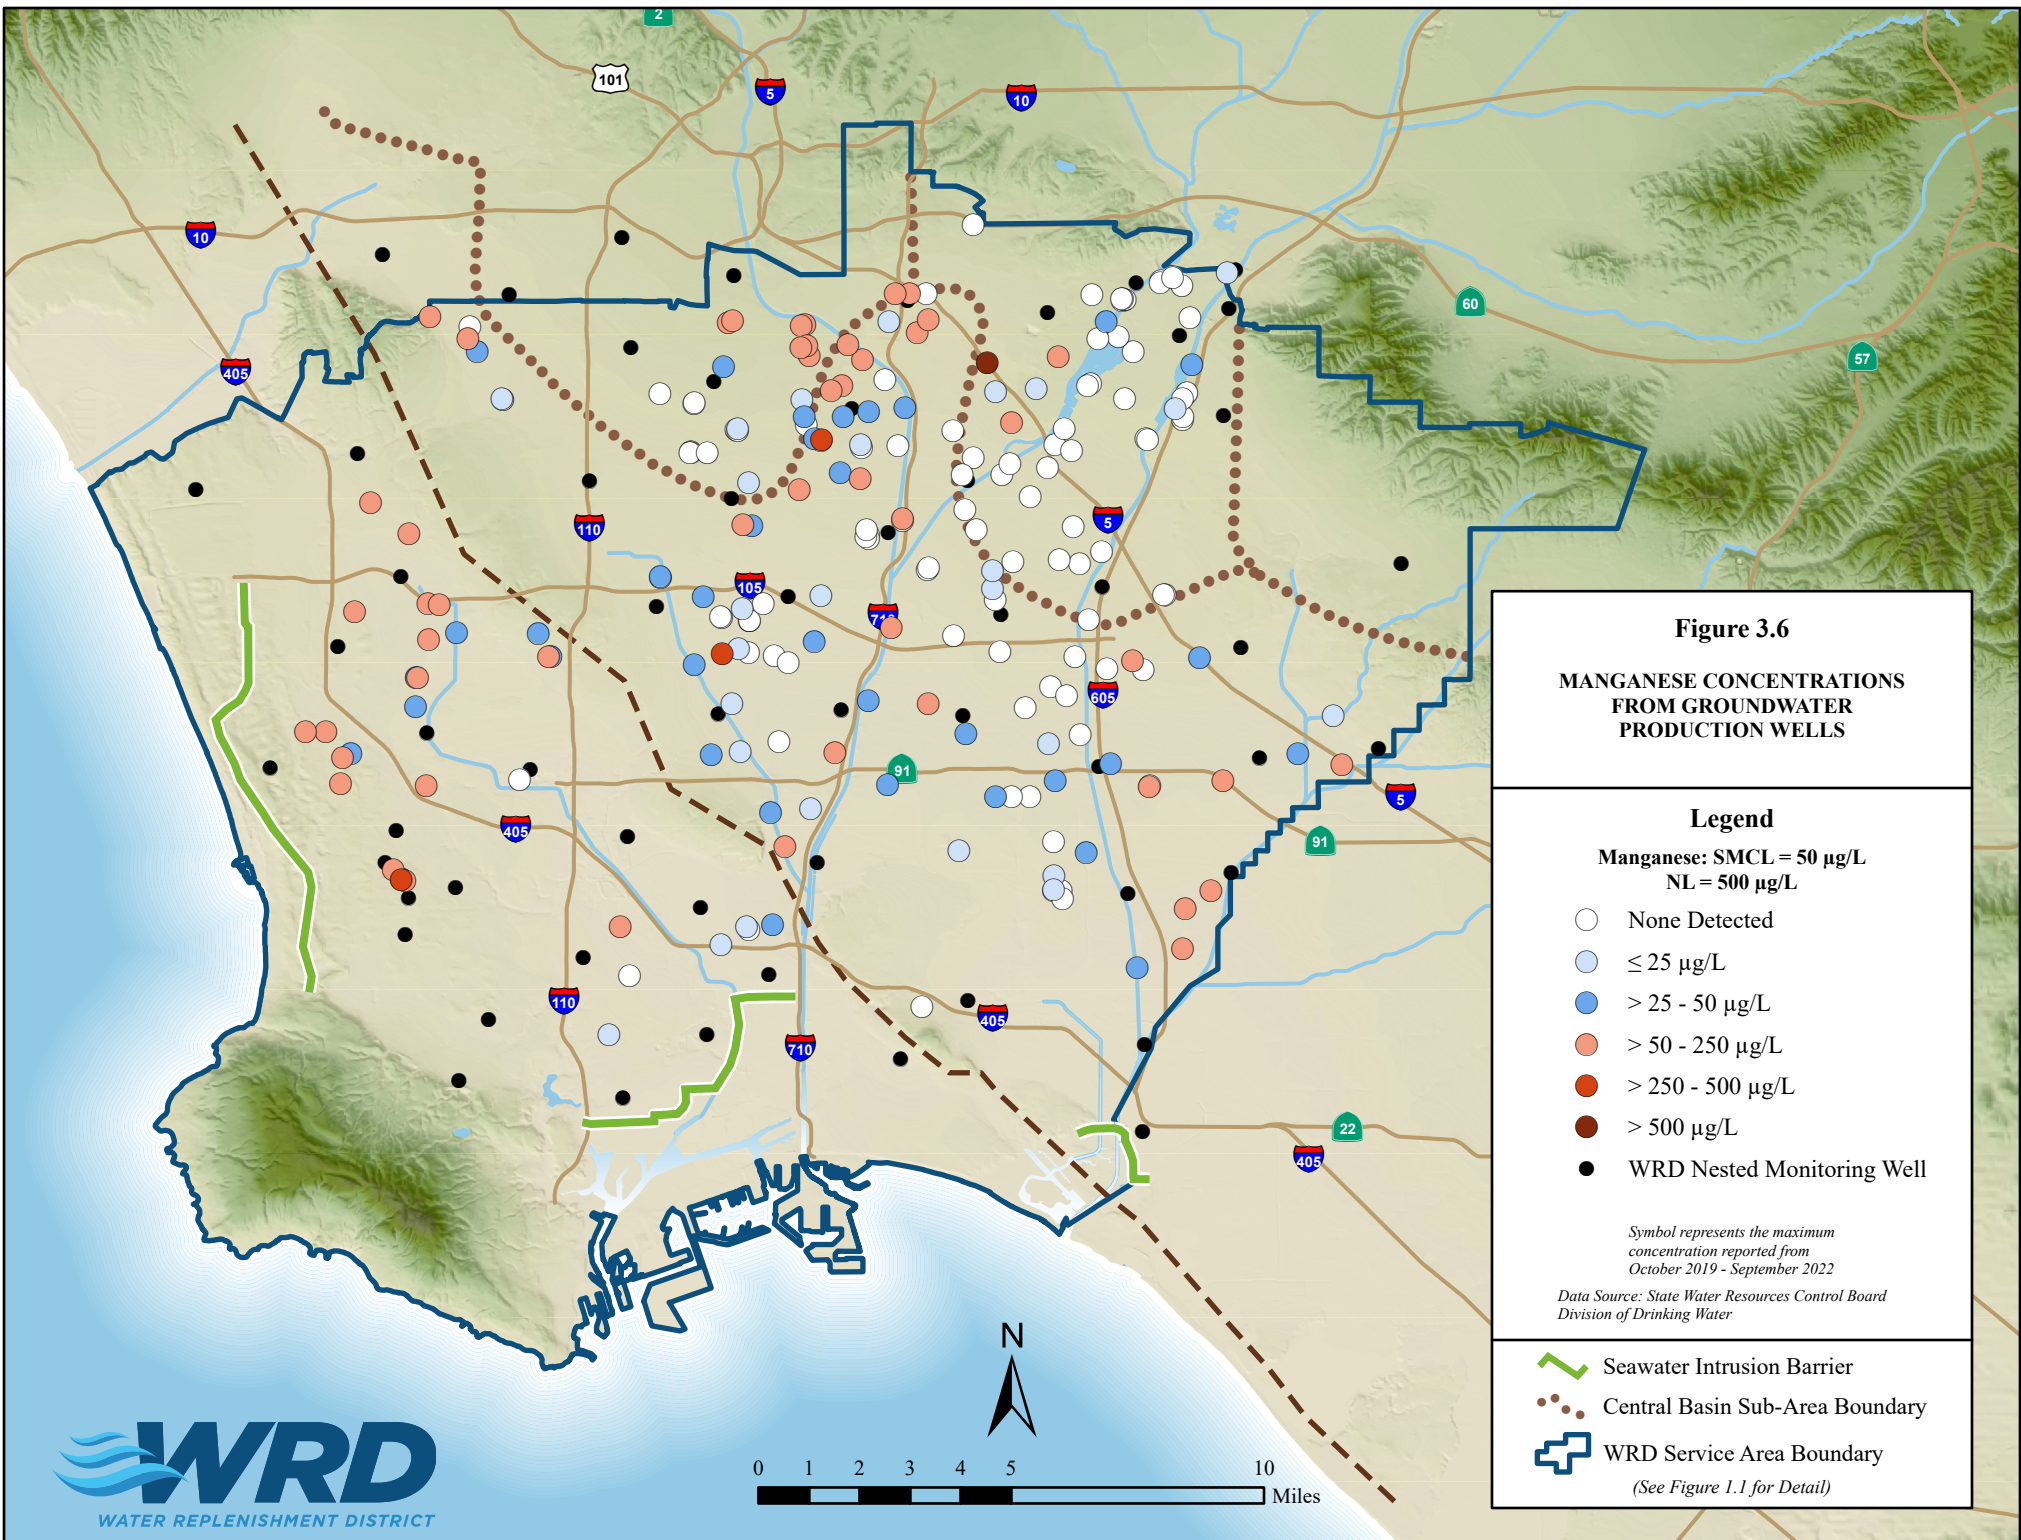 2
101
5
10
10
60
57
405
110
5
105
710
605
91
5
91
405
110
405
710
22
405
Figure 3.6
MANGANESE CONCENTRATIONS
FROM GROUNDWATER
PRODUCTION WELLS
Legend
Manganese: SMCL = 50 µg/L
NL = 500 µg/L
None Detected
≤ 25 µg/L
> 25 - 50 µg/L
> 50 - 250 µg/L
> 250 - 500 µg/L
> 500 µg/L
WRD Nested Monitoring Well
Symbol represents the maximum
concentration reported from
October 2019 - September 2022
Data Source: State Water Resources Control Board
Division of Drinking Water
Seawater Intrusion Barrier
Central Basin Sub-Area Boundary
WRD Service Area Boundary
(See Figure 1.1 for Detail)
N
0 1 2 3 4 5 10
Miles
WRD
WATER REPLENISHMENT DISTRICT